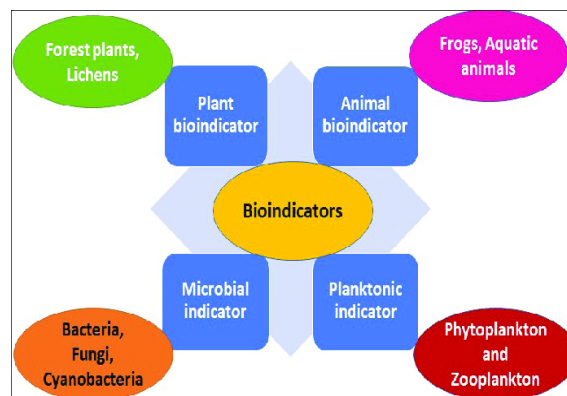 Forest plants,
Lichens
Frogs, Aquatic
animals
Plant
bioindicator
Animal
bioindicator
Bioindicators
Microbial
indicator
Planktonic
indicator
Bacteria,
Fungi,
Cyanobacteria
Phytoplankton
and
Zooplankton